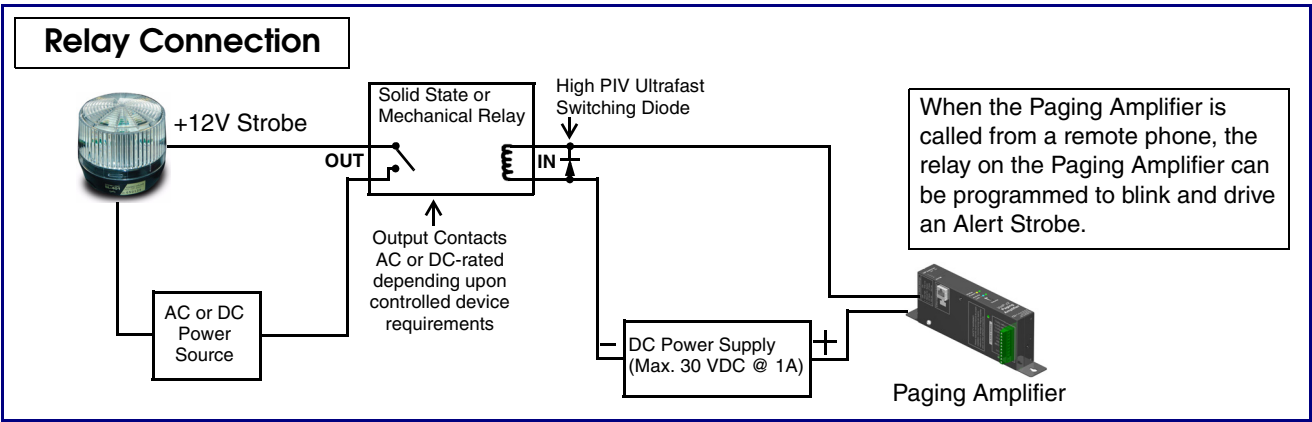 Relay Connection
+12V Strobe
Solid State or
Mechanical Relay
OUT
IN
High PIV Ultrafast
Switching Diode
Output Contacts
AC or DC-rated
depending upon
controlled device
requirements
AC or DC
Power
Source
− DC Power Supply +
(Max. 30 VDC @ 1A)
When the Paging Amplifier is
called from a remote phone, the
relay on the Paging Amplifier can
be programmed to blink and drive
an Alert Strobe.
Paging Amplifier